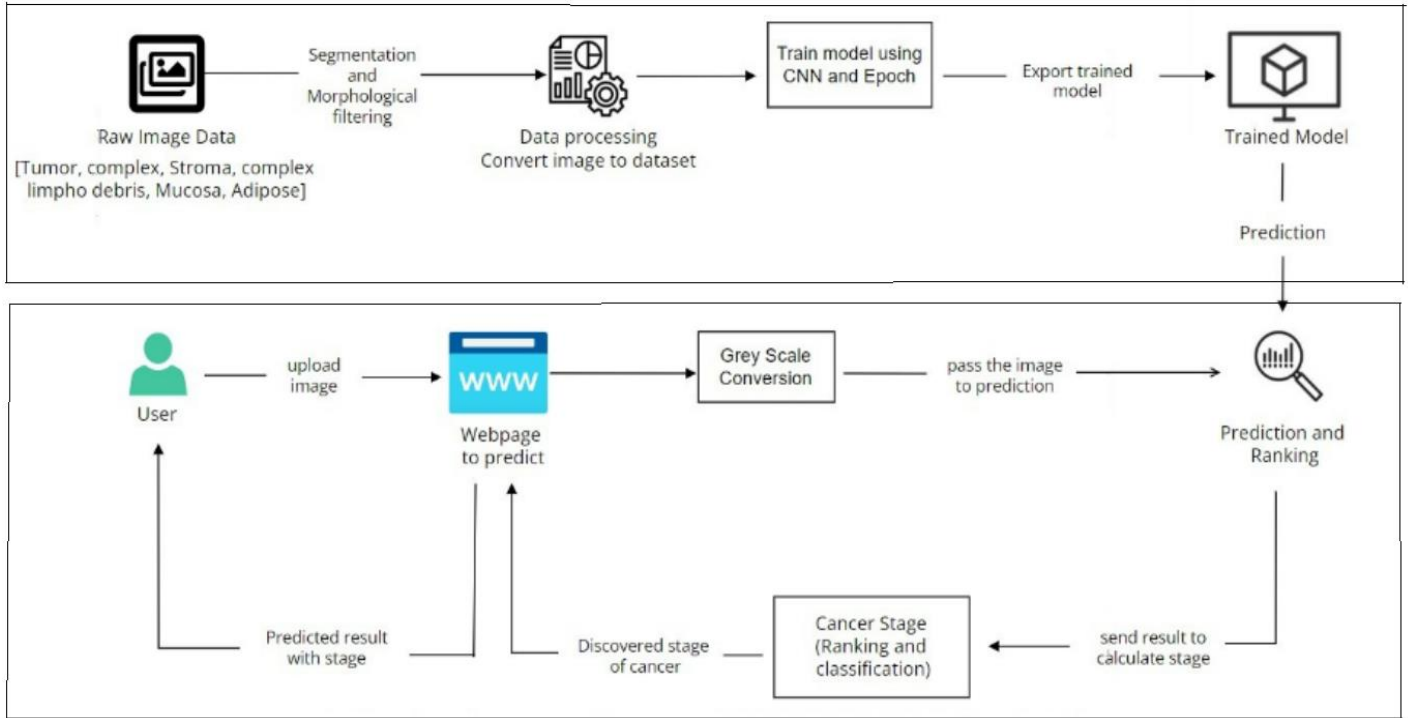 Segmentation
and
Morphological
filtering
Raw Image Data
[Tumor, complex, Stroma, complex
limpho debris, Mucosa, Adipose]
Data processing
Convert image to dataset
Train model using
CNN and Epoch
Export trained
model
Trained Model
Prediction
User
upload
image
www
Webpage
to predict
Grey Scale
Conversion
pass the image
to prediction
Prediction and
Ranking
send result to
calculate stage
Cancer Stage
(Ranking and
classification)
Discovered stage
of cancer
Predicted result
with stage